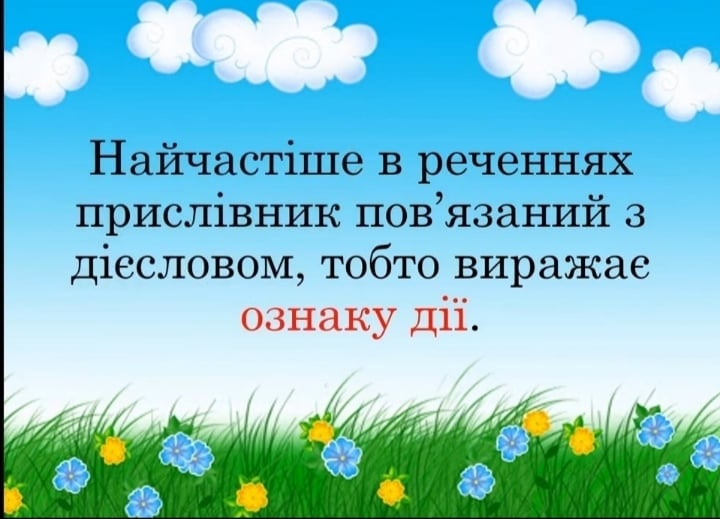 Найчастіше в реченнях
прислівник пов’язаний з
дієсловом, тобто виражає
ознаку дії.